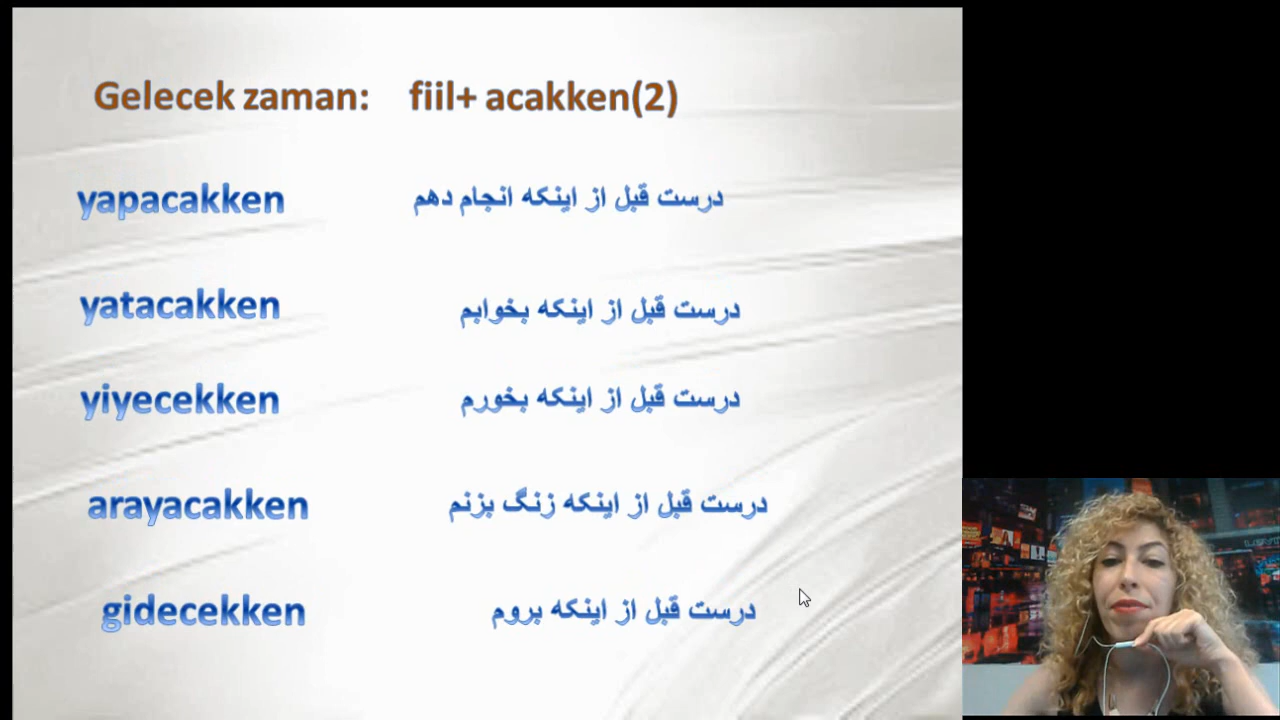 Gelecek zaman: fiil+ acakken(2)
yapacakken درست قبل از اینکه انجام دهم
yatacakken درست قبل از اینکه بخوابم
yiyecekken درست قبل از اینکه بخورم
arayacakken درست قبل از اینکه زنگ بزنم
gidecekken درست قبل از اینکه بروم